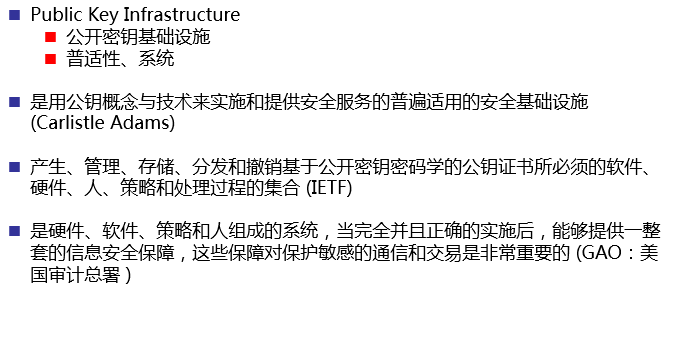 Public Key Infrastructure
公开密钥基础设施
普适性、系统
是用公钥概念与技术来实施和提供安全服务的普遍适用的安全基础设施
(Carlistle Adams)
产生、管理、存储、分发和撤销基于公开密钥密码学的公钥证书所必须的软件、
硬件、人、策略和处理过程的集合 (IETF)
是硬件、软件、策略和人组成的系统，当完全并且正确的实施后，能够提供一整
套的信息安全保障，这些保障对保护敏感的通信和交易是非常重要的 (GAO：美
国审计总署 )